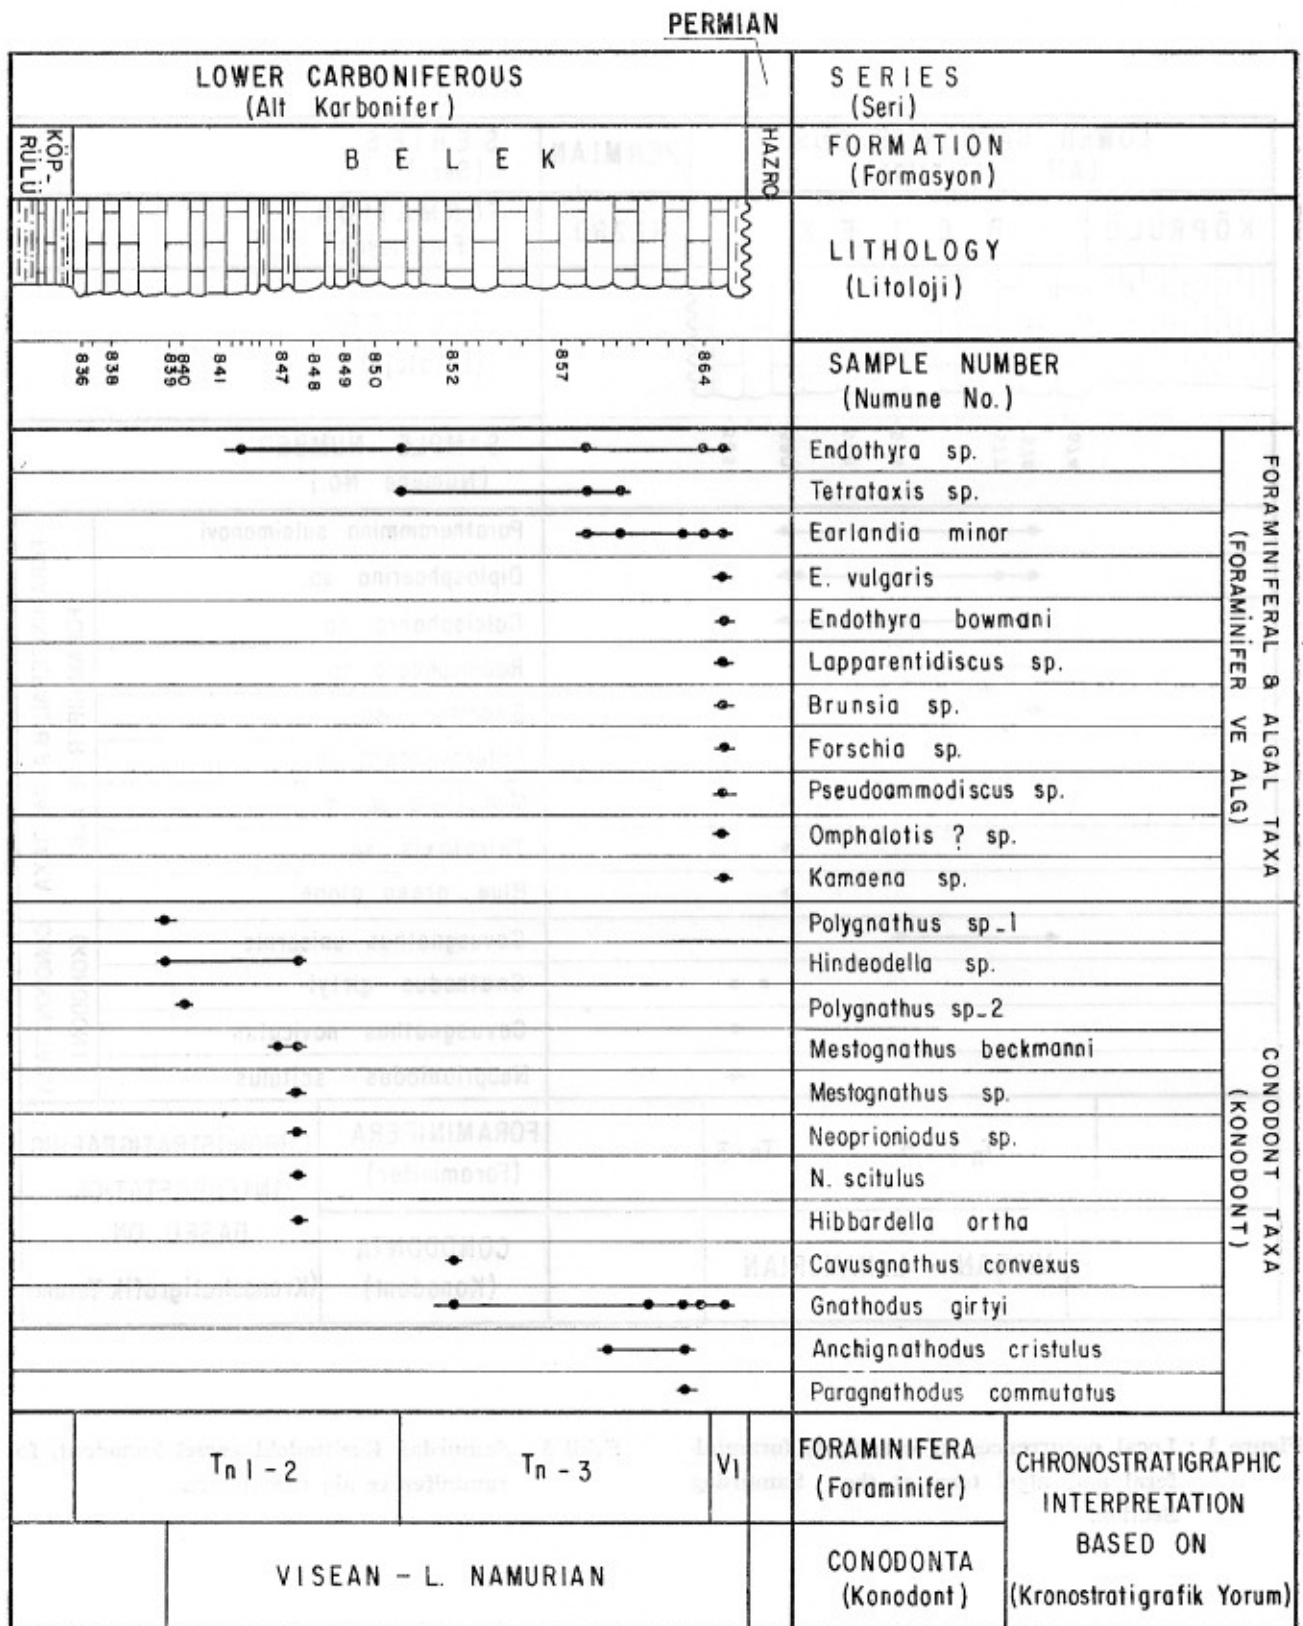 PERMIAN
LOWER CARBONIFEROUS
(Alt Karbonifer)
SERIES
(Seri)
KÖP-
RÜLÜ
BELEK
HAZRO
FORMATION
(Formasyon)
LITHOLOGY
(Litoloji)
836
838
839
840
841
847
848
849
850
852
857
864
SAMPLE NUMBER
(Numune No.)
Endothyra sp.
Tetrataxis sp.
Earlandia minor
E. vulgaris
Endothyra bowmani
Lapparentidiscus sp.
Brunsia sp.
Forschia sp.
Pseudoammodiscus sp.
Omphalotis ? sp.
Kamaena sp.
FORAMINIFERAL & ALGAL TAXA
(FORAMİNİFER VE ALG)
Polygnathus sp_1
Hindeodella sp.
Polygnathus sp_2
Mestognathus beckmanni
Mestognathus sp.
Neoprioniodus sp.
N. scitulus
Hibbardella ortha
Cavusgnathus convexus
Gnathodus girtyi
Anchignathodus cristulus
Paragnathodus commutatus
CONODONT TAXA
(KONODONT)
Tn 1-2
Tn-3
V1
FORAMINIFERA
(Foraminifer)
VISEAN - L. NAMURIAN
CONODONTA
(Konodont)
CHRONOSTRATIGRAPHIC
INTERPRETATION
BASED ON
(Kronostratigrafik Yorum)